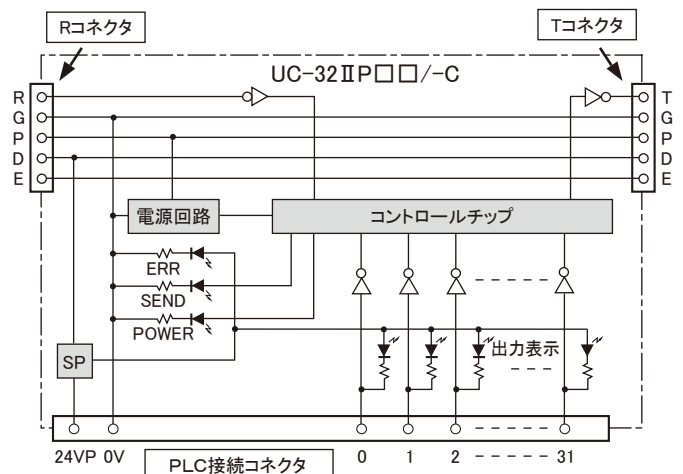 Rコネクタ
Tコネクタ
UC-32ⅡP□□/-C
R
G
P
D
E
T
G
P
D
E
電源回路
コントロールチップ
ERR
SEND
POWER
SP
出力表示
24VP 0V
PLC接続コネクタ
0 1 2 ----- 31